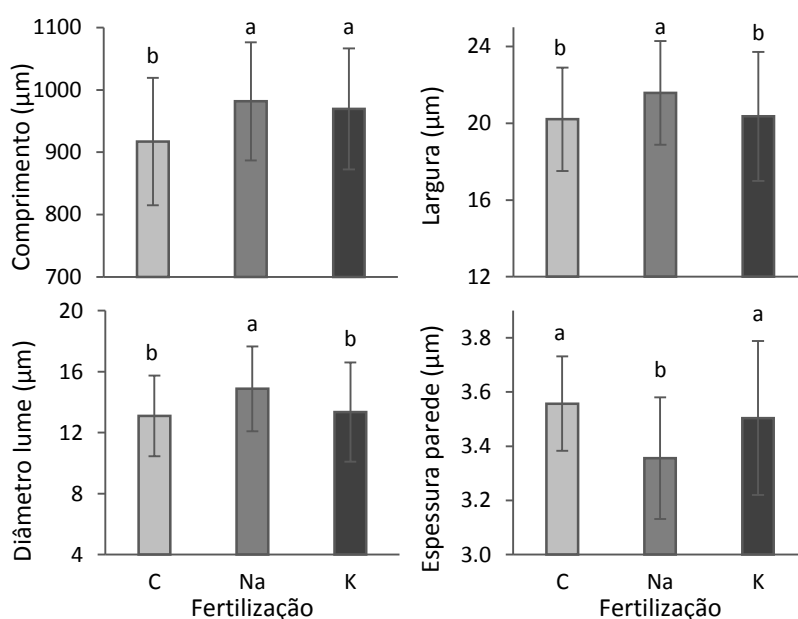 Comprimento (µm)
1100
1000
900
800
700
b
a
a
Largura (µm)
24
20
16
12
b
a
b
Diâmetro lume (µm)
20
16
12
8
4
b
a
b
C
Na
K
Fertilização
Espessura parede (µm)
3.8
3.6
3.4
3.2
3.0
a
b
a
C
Na
K
Fertilização